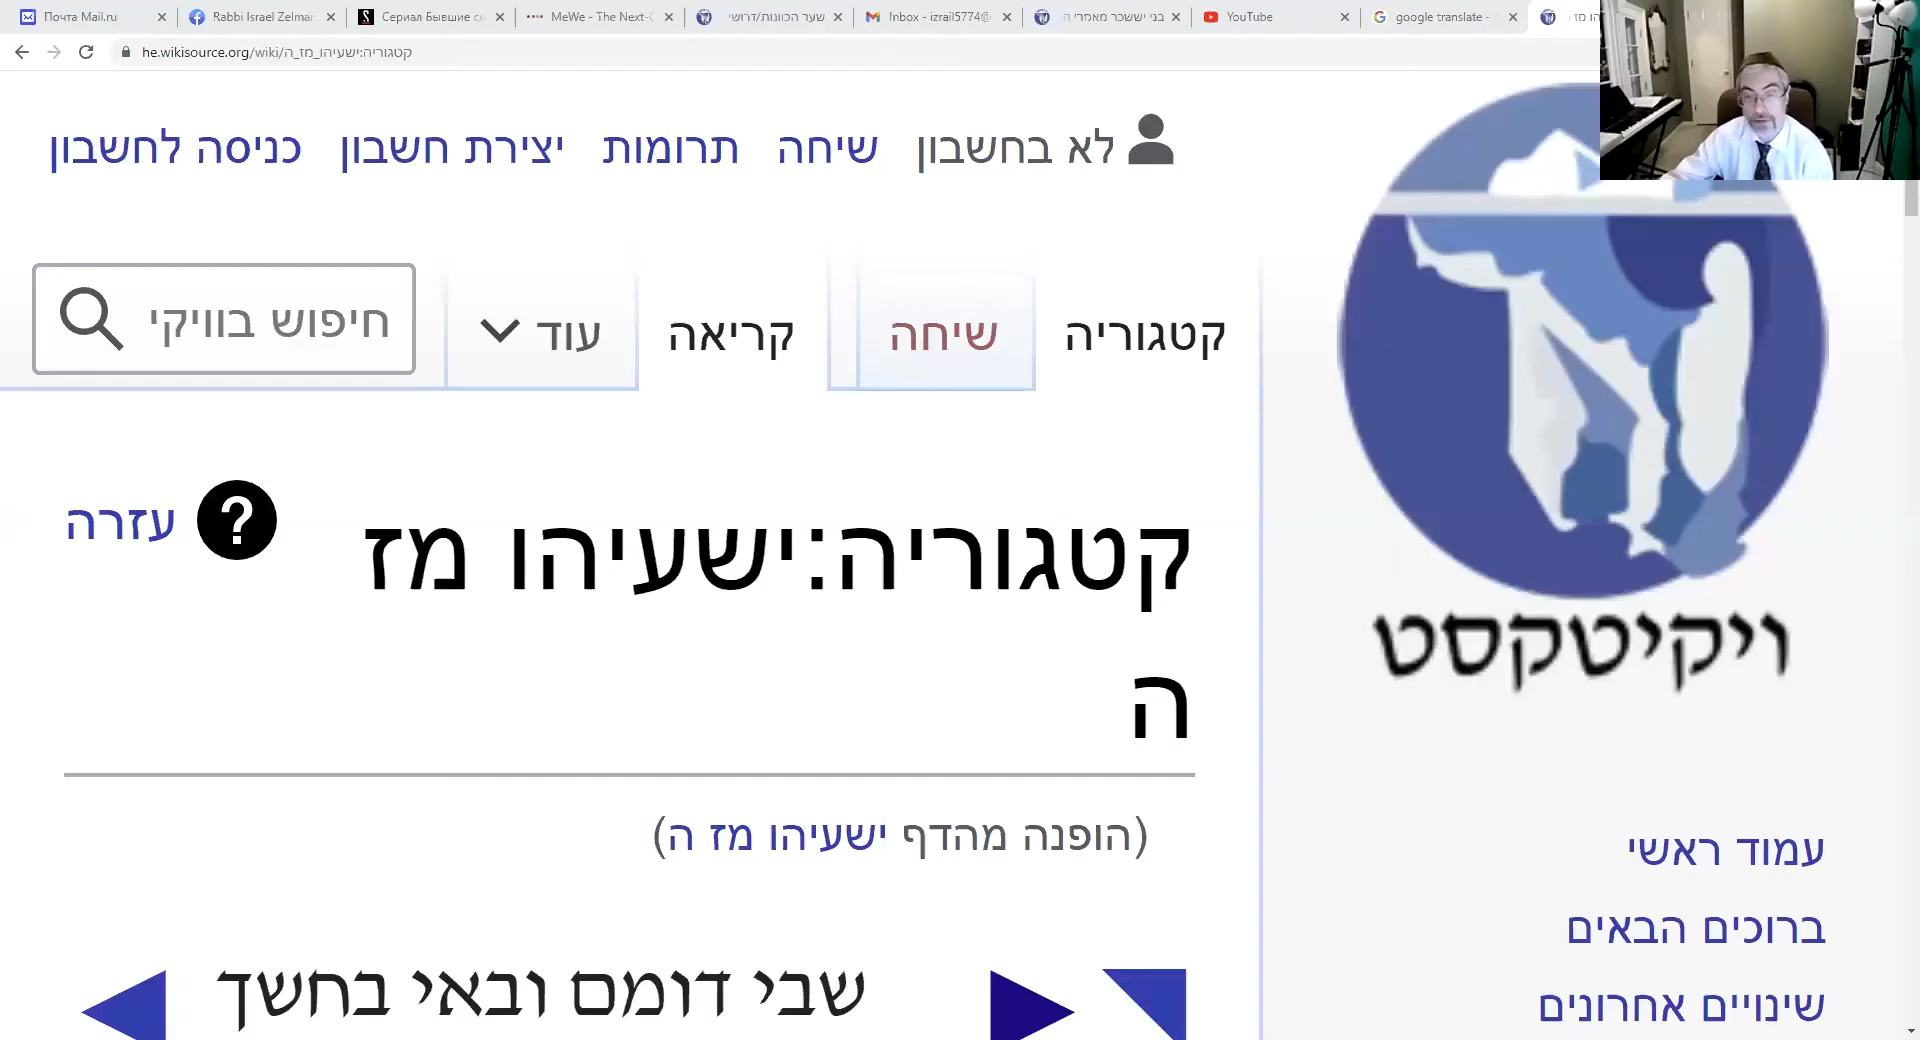 Почта Mail.ru
Rabbi Israel Zelmar
Сериал Бывшие
MeWe - The Next-
שער הכוונות/דרושי
Inbox - izrail5774@
בני יששכר מאמרי
YouTube
google translate -
he.wikisource.org/wiki/קטגוריה:ישעיהו_מז_ה
לא בחשבון שיחה תרומות יצירת חשבון כניסה לחשבון
קטגוריה שיחה קריאה עוד
חיפוש בוויקי
קטגוריה:ישעיהו מז
ה
עזרה
(הופנה מהדף ישעיהו מז ה)
שבי דומם ובאי בחשך
ויקיטקסט
עמוד ראשי
ברוכים הבאים
שינויים אחרונים